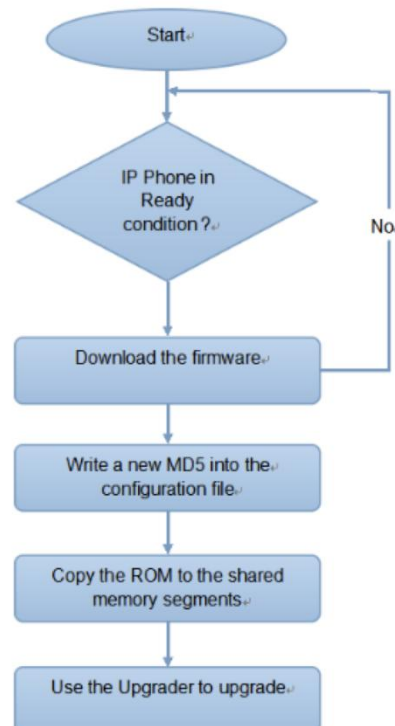 Start
IP Phone in
Ready
condition?
No
Download the firmware
Write a new MD5 into the
configuration file
Copy the ROM to the shared
memory segments
Use the Upgrader to upgrade